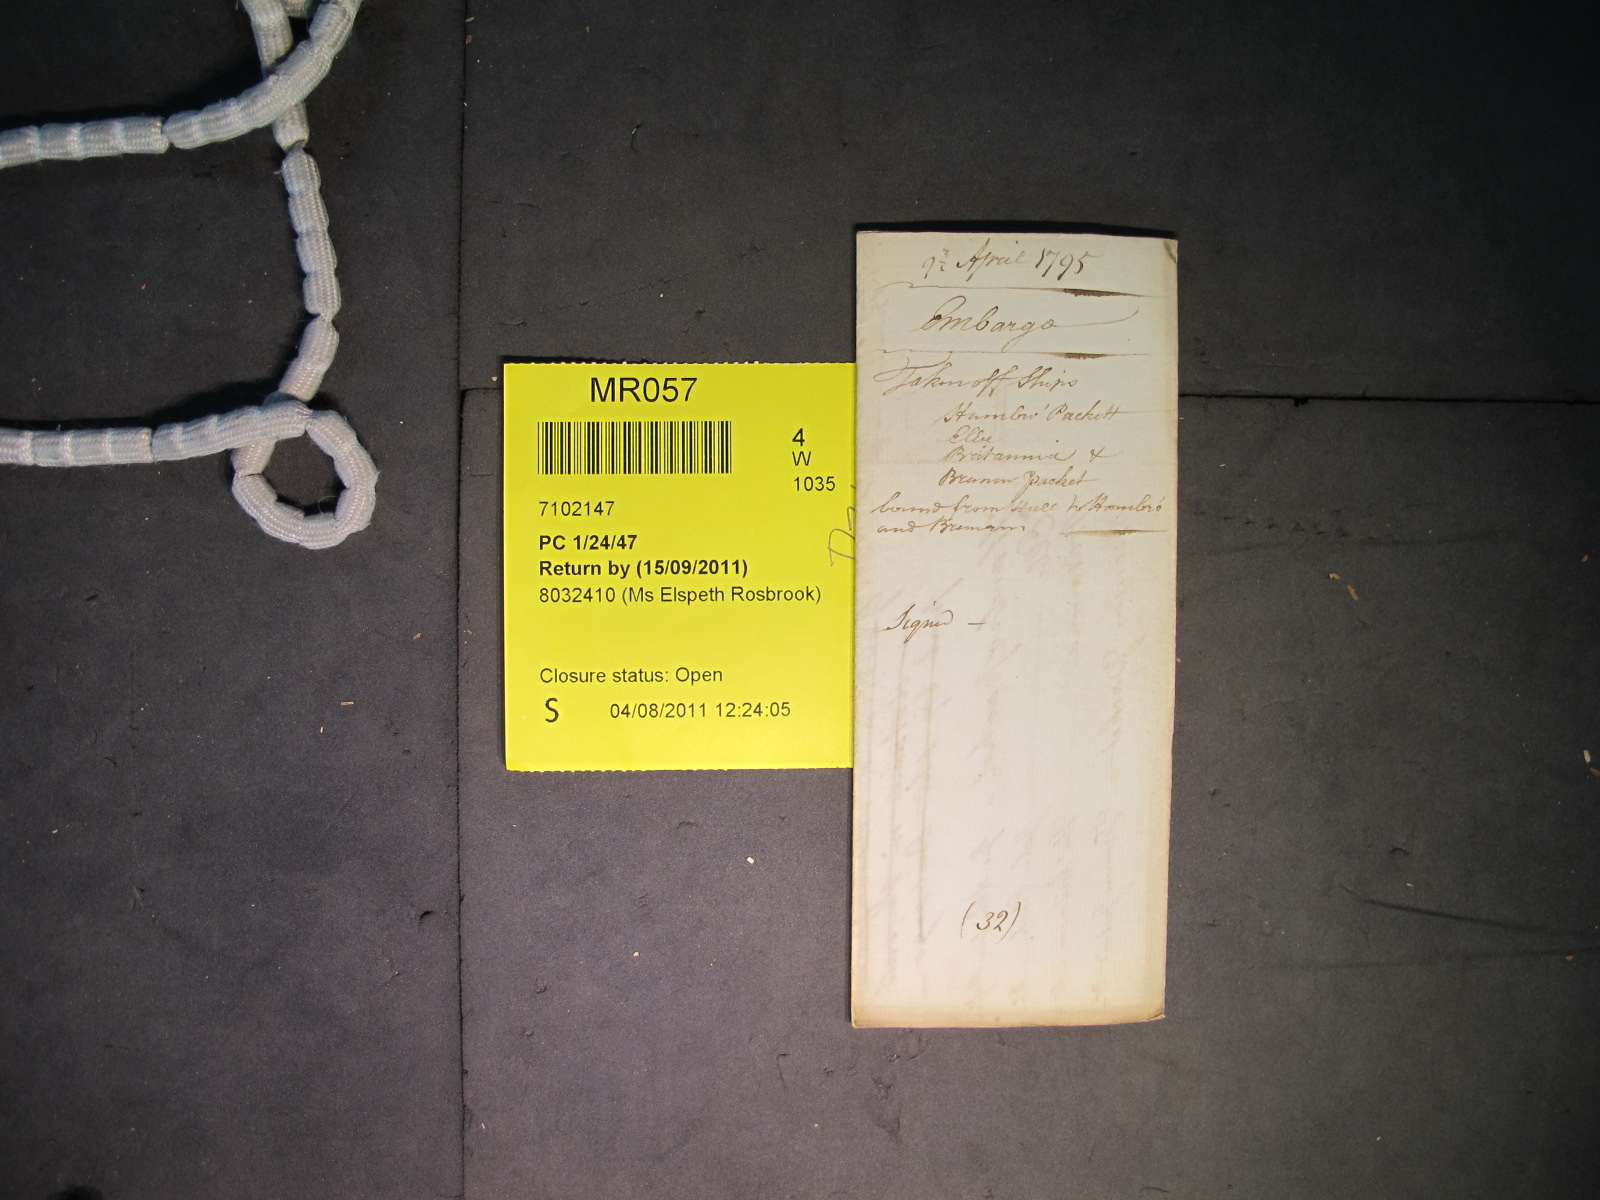 MR057
4
W
1035
7102147
PC 1/24/47
Return by (15/09/2011)
8032410 (Ms Elspeth Rosbrook)
Closure status: Open
S
04/08/2011 12:24:05
April 1795
Embargo
Taken off Ships
Hambro' Packett
Britannia &
Bremen Packet
bound from Hull to Hambro'
and Bremen
Signed —
(32)